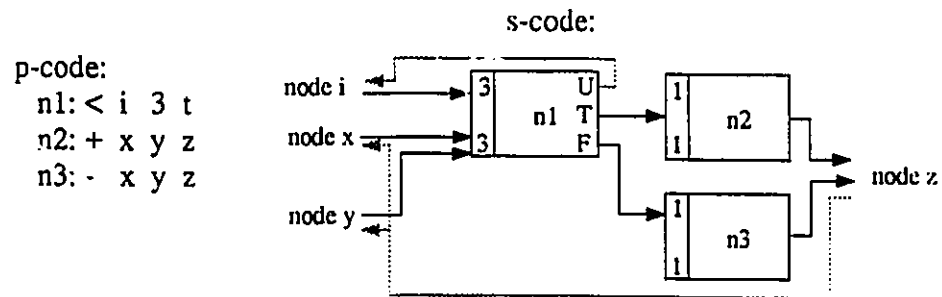 s-code:
p-code:
n1: < i 3 t
n2: + x y z
n3: - x y z
node i
node x
node y
3
3
n1
U
T
F
1
1
n2
1
1
n3
node z